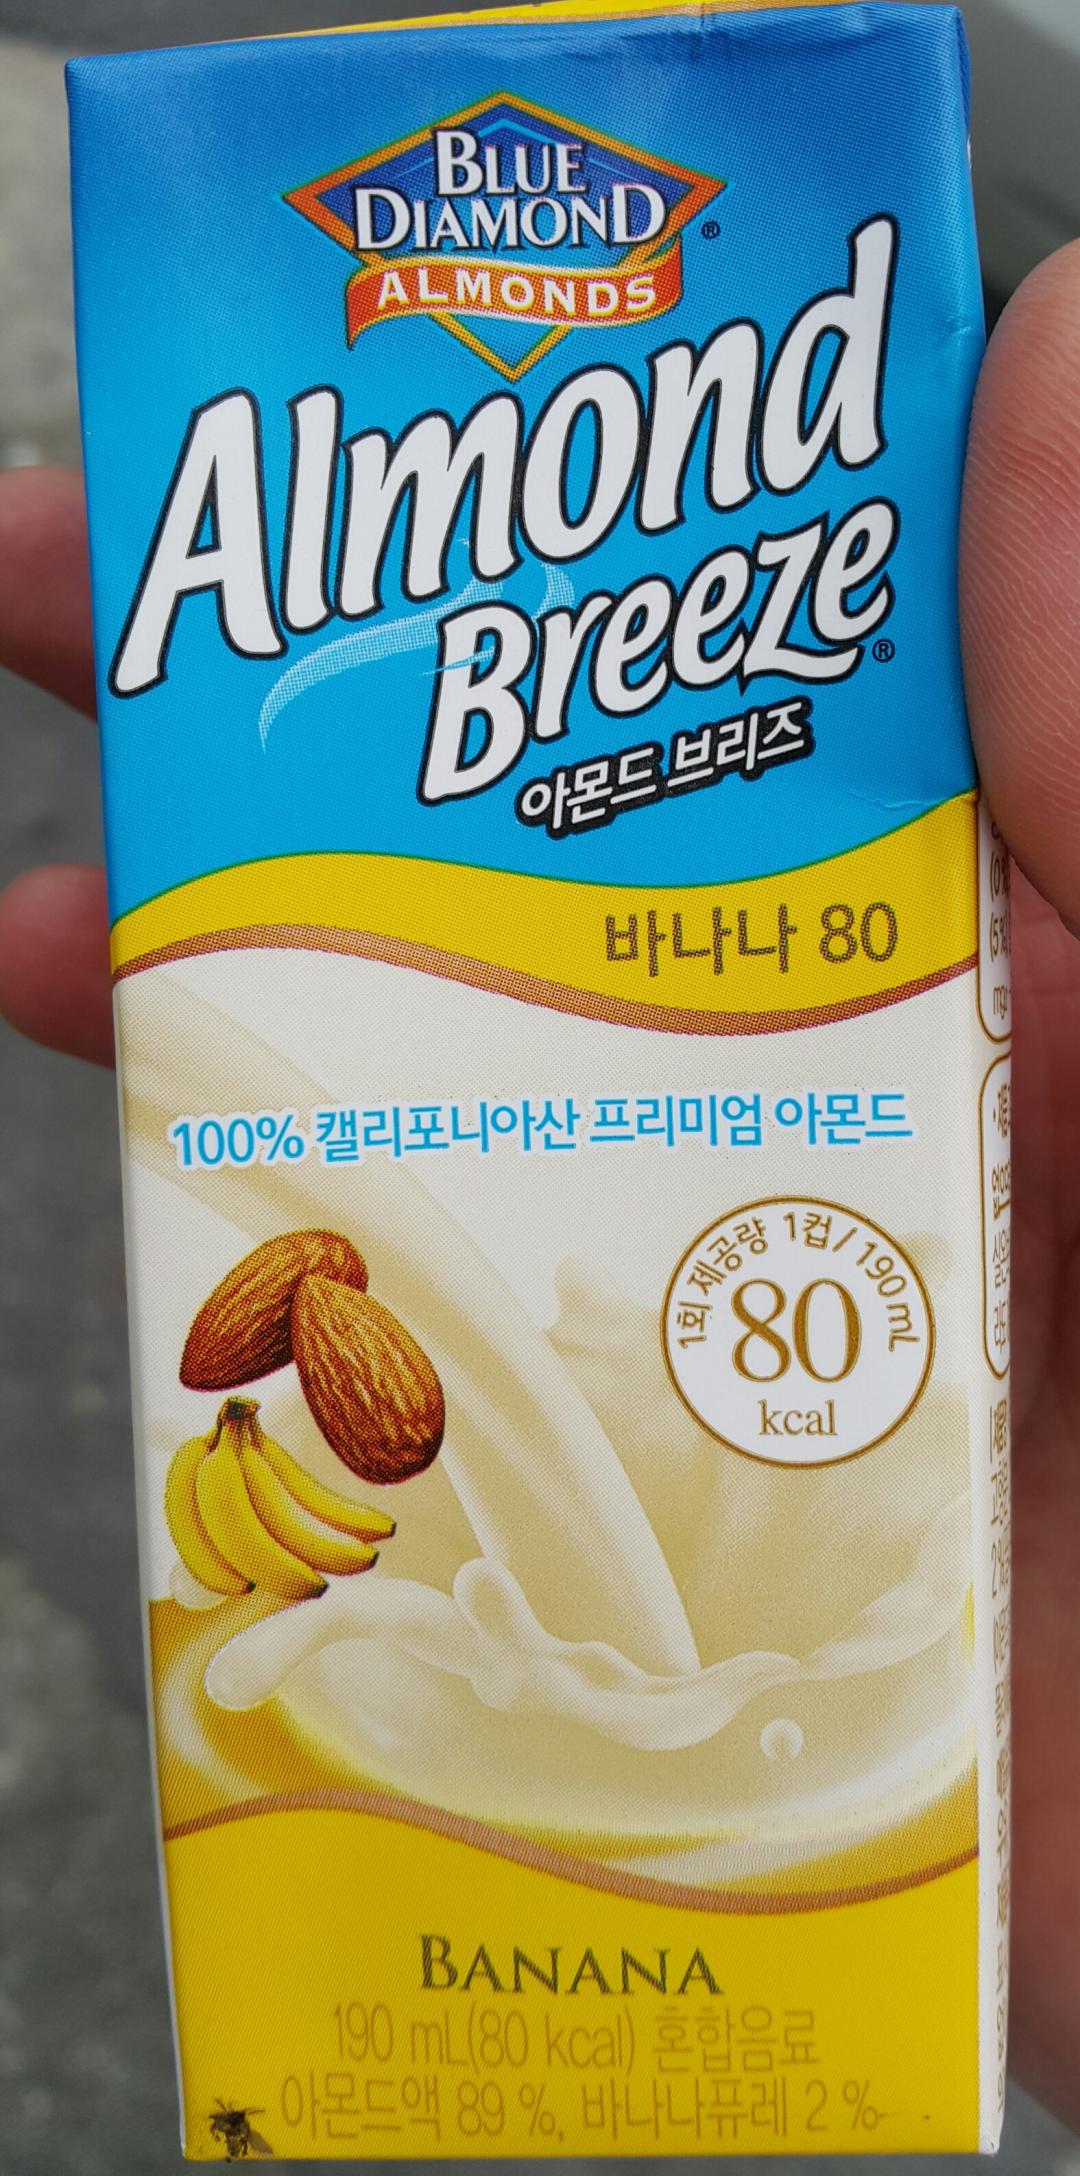 BLUE
DIAMOND
®
ALMONDS
Almond
Breeze®
아몬드 브리즈
바나나 80
100% 캘리포니아산 프리미엄 아몬드
1회 제공량 1컵/190mL
80
kcal
BANANA
190 mL(80 kcal) 혼합음료
아몬드액 89 %, 바나나퓨레 2 %